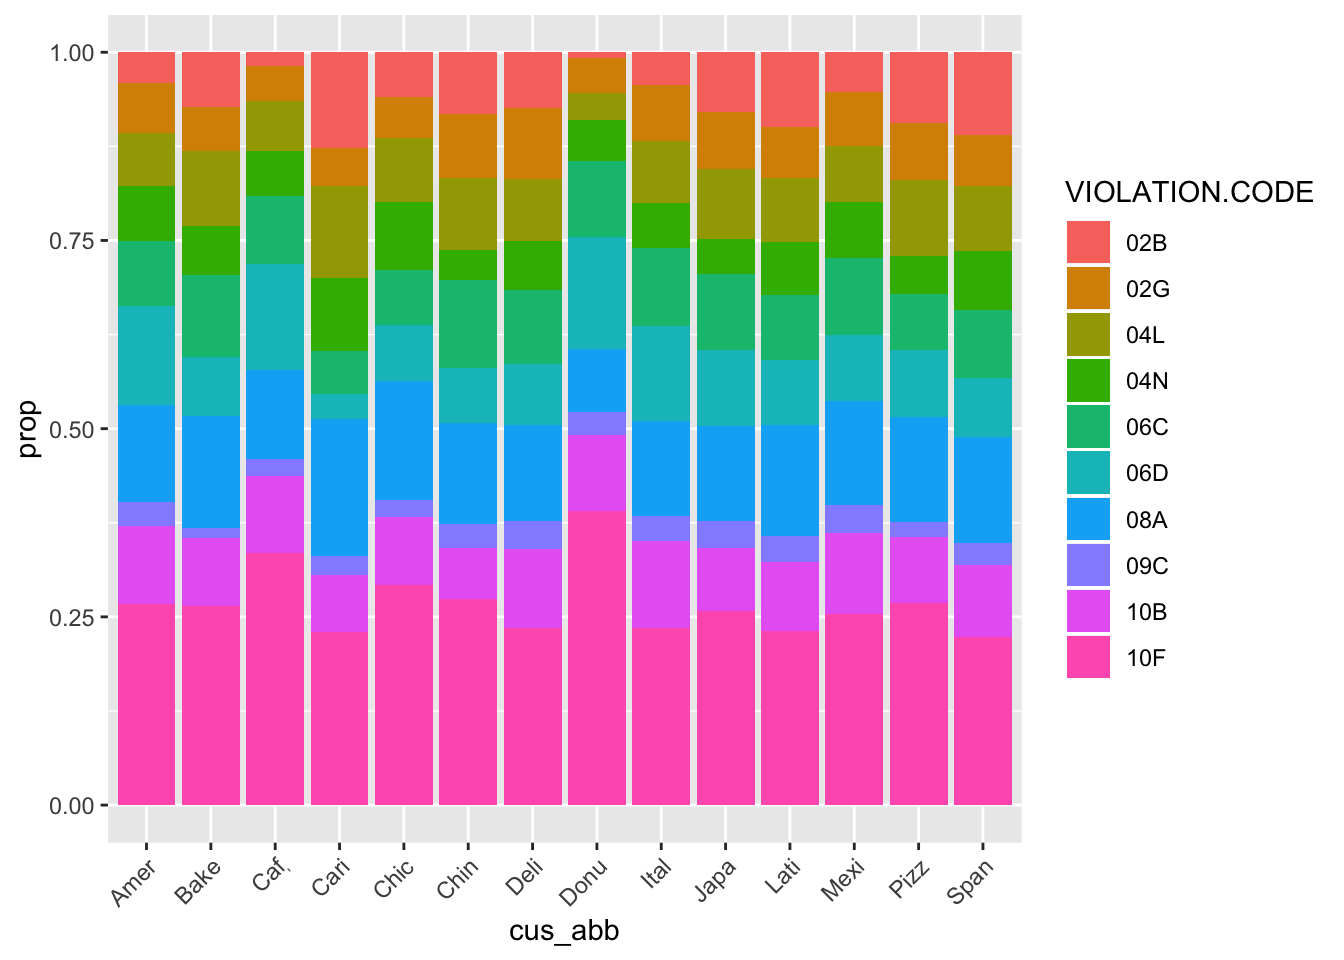 1.00
0.75
0.50
0.25
0.00
prop
Amer
Bake
Caf,
Cari
Chic
Chin
Deli
Donu
Ital
Japa
Lati
Mexi
Pizz
Span
cus_abb
VIOLATION.CODE
02B
02G
04L
04N
06C
06D
08A
09C
10B
10F